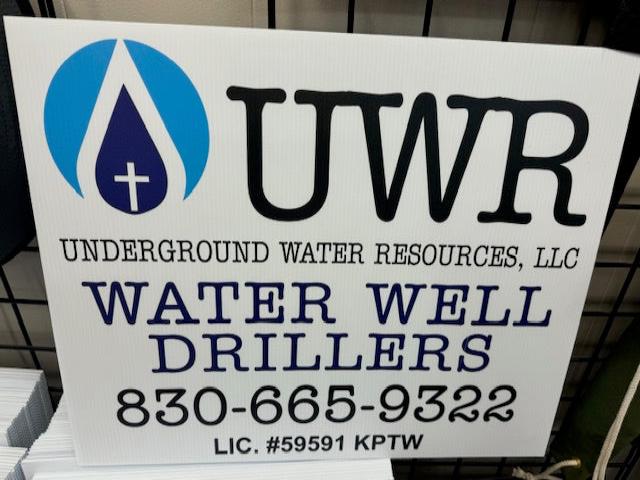 UWR
UNDERGROUND WATER RESOURCES, LLC
WATER WELL
DRILLERS
830-665-9322
LIC. #59591 KPTW